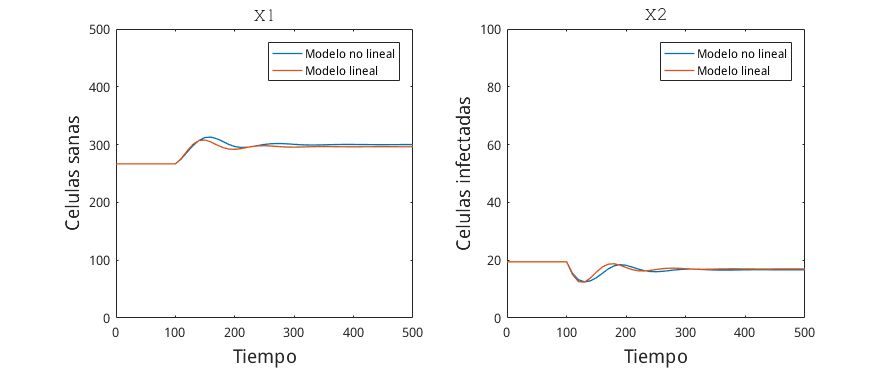 X1
500
400
300
200
100
0
Celulas sanas
Modelo no lineal
Modelo lineal
0 100 200 300 400 500
Tiempo
X2
100
80
60
40
20
0
Celulas infectadas
Modelo no lineal
Modelo lineal
0 100 200 300 400 500
Tiempo